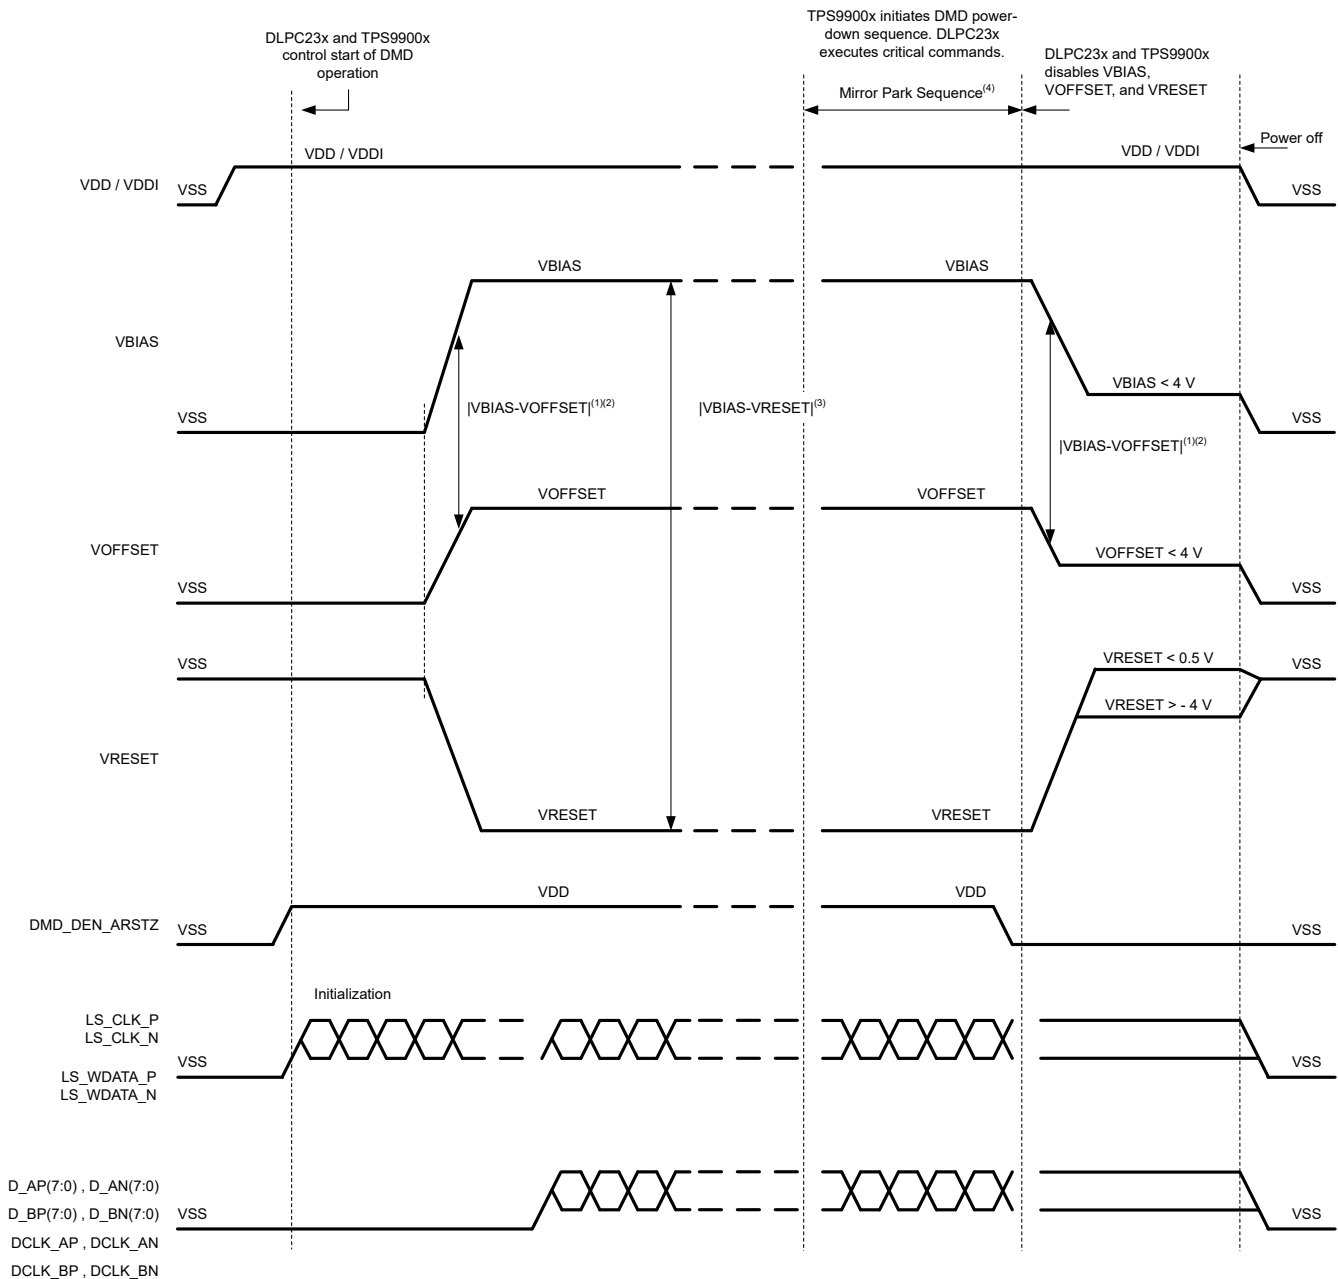 TPS9900x initiates DMD power-
down sequence. DLPC23x
executes critical commands.
DLPC23x and TPS9900x
control start of DMD
operation
DLPC23x and TPS9900x
disables VBIAS,
VOFFSET, and VRESET
Mirror Park Sequence(4)
Power off
VDD / VDDI
VSS
VDD / VDDI
VDD / VDDI
VSS
VBIAS
VSS
VBIAS
VBIAS
VBIAS < 4 V
VSS
|VBIAS-VOFFSET|(1)(2)
|VBIAS-VRESET|(3)
|VBIAS-VOFFSET|(1)(2)
VOFFSET
VSS
VOFFSET
VOFFSET
VOFFSET < 4 V
VSS
VRESET
VSS
VRESET
VRESET
VRESET < 0.5 V
VRESET > - 4 V
VSS
DMD_DEN_ARSTZ
VSS
VDD
VDD
VSS
Initialization
LS_CLK_P
LS_CLK_N
VSS
VSS
LS_WDATA_P
LS_WDATA_N
D_AP(7:0) , D_AN(7:0)
D_BP(7:0) , D_BN(7:0)
VSS
VSS
DCLK_AP , DCLK_AN
DCLK_BP , DCLK_BN